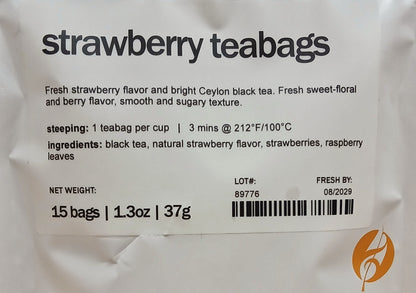 strawberry teabags
Fresh strawberry flavor and bright Ceylon black tea. Fresh sweet-floral
and berry flavor, smooth and sugary texture.
steeping: 1 teabag per cup | 3 mins @ 212°F/100°C
ingredients: black tea, natural strawberry flavor, strawberries, raspberry
leaves
NET WEIGHT:
15 bags | 1.3oz | 37g
LOT#:
89776
FRESH BY:
08/2029